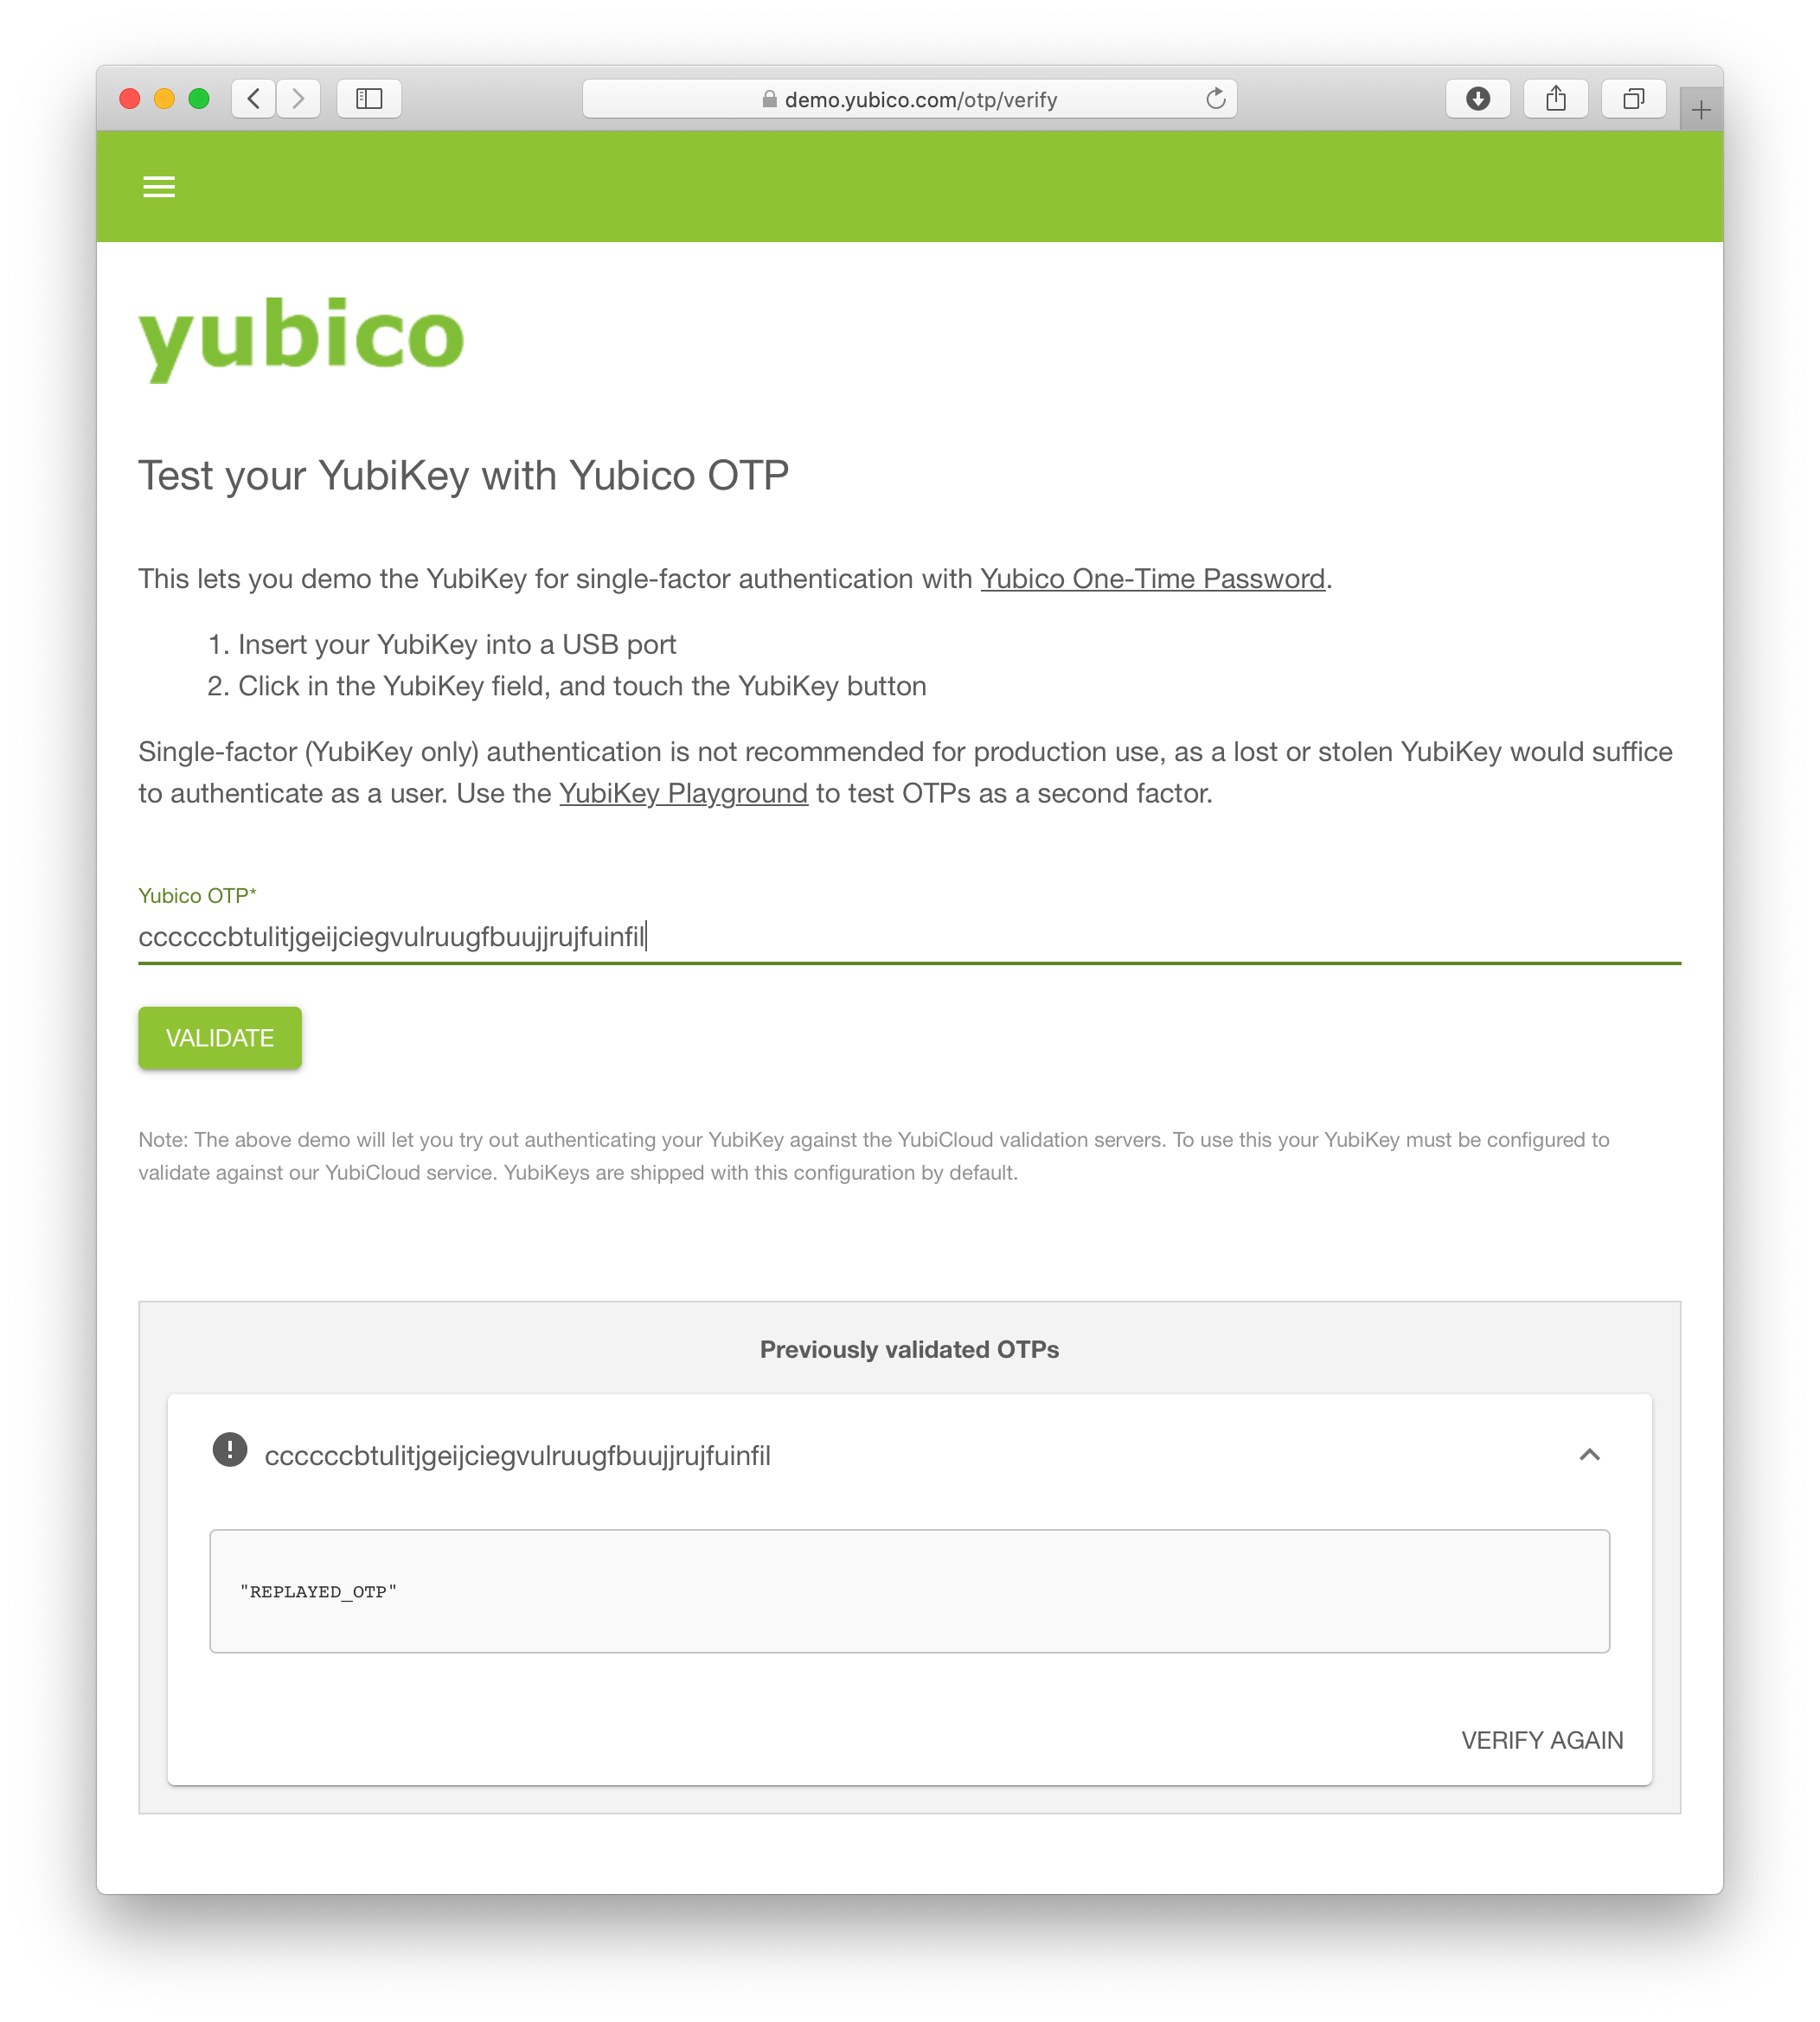 demo.yubico.com/otp/verify
yubico
Test your YubiKey with Yubico OTP
This lets you demo the YubiKey for single-factor authentication with Yubico One-Time Password.
1. Insert your YubiKey into a USB port
2. Click in the YubiKey field, and touch the YubiKey button
Single-factor (YubiKey only) authentication is not recommended for production use, as a lost or stolen YubiKey would suffice
to authenticate as a user. Use the YubiKey Playground to test OTPs as a second factor.
Yubico OTP*
ccccccbtulitjgeijciegvulruugfbuujjrujfuinfil
VALIDATE
Note: The above demo will let you try out authenticating your YubiKey against the YubiCloud validation servers. To use this your YubiKey must be configured to
validate against our YubiCloud service. YubiKeys are shipped with this configuration by default.
Previously validated OTPs
ccccccbtulitjgeijciegvulruugfbuujjrujfuinfil
"REPLAYED_OTP"
VERIFY AGAIN